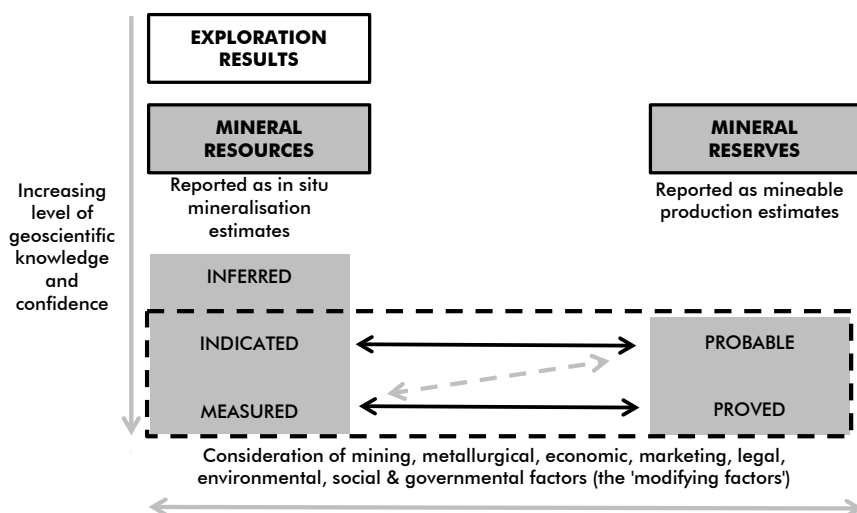 EXPLORATION
RESULTS
MINERAL
RESOURCES
MINERAL
RESERVES
Reported as in situ
mineralisation
estimates
Reported as mineable
production estimates
Increasing
level of
geoscientific
knowledge
and
confidence
INFERRED
INDICATED
PROBABLE
MEASURED
PROVED
Consideration of mining, metallurgical, economic, marketing, legal,
environmental, social & governmental factors (the 'modifying factors')